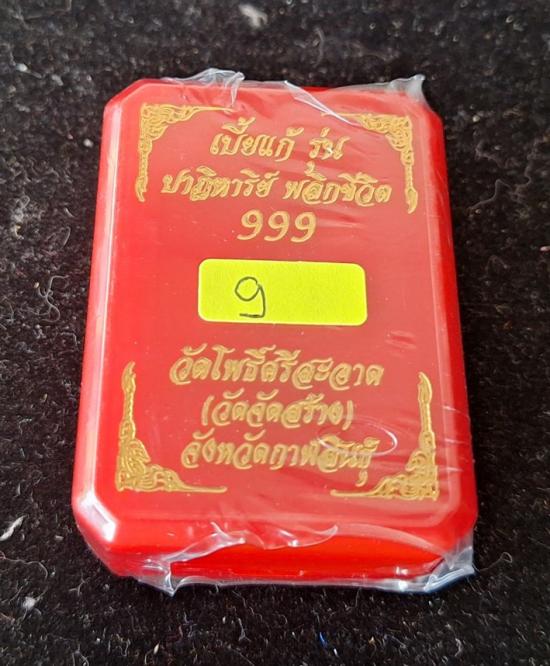 เบี้ยแก้ รุ่น
ปาฏิหาริย์ พลิกชีวิต
999
9
วัดโพธิ์ศรีสะอาด
(วัดจัดสร้าง)
จังหวัดกาฬสินธุ์